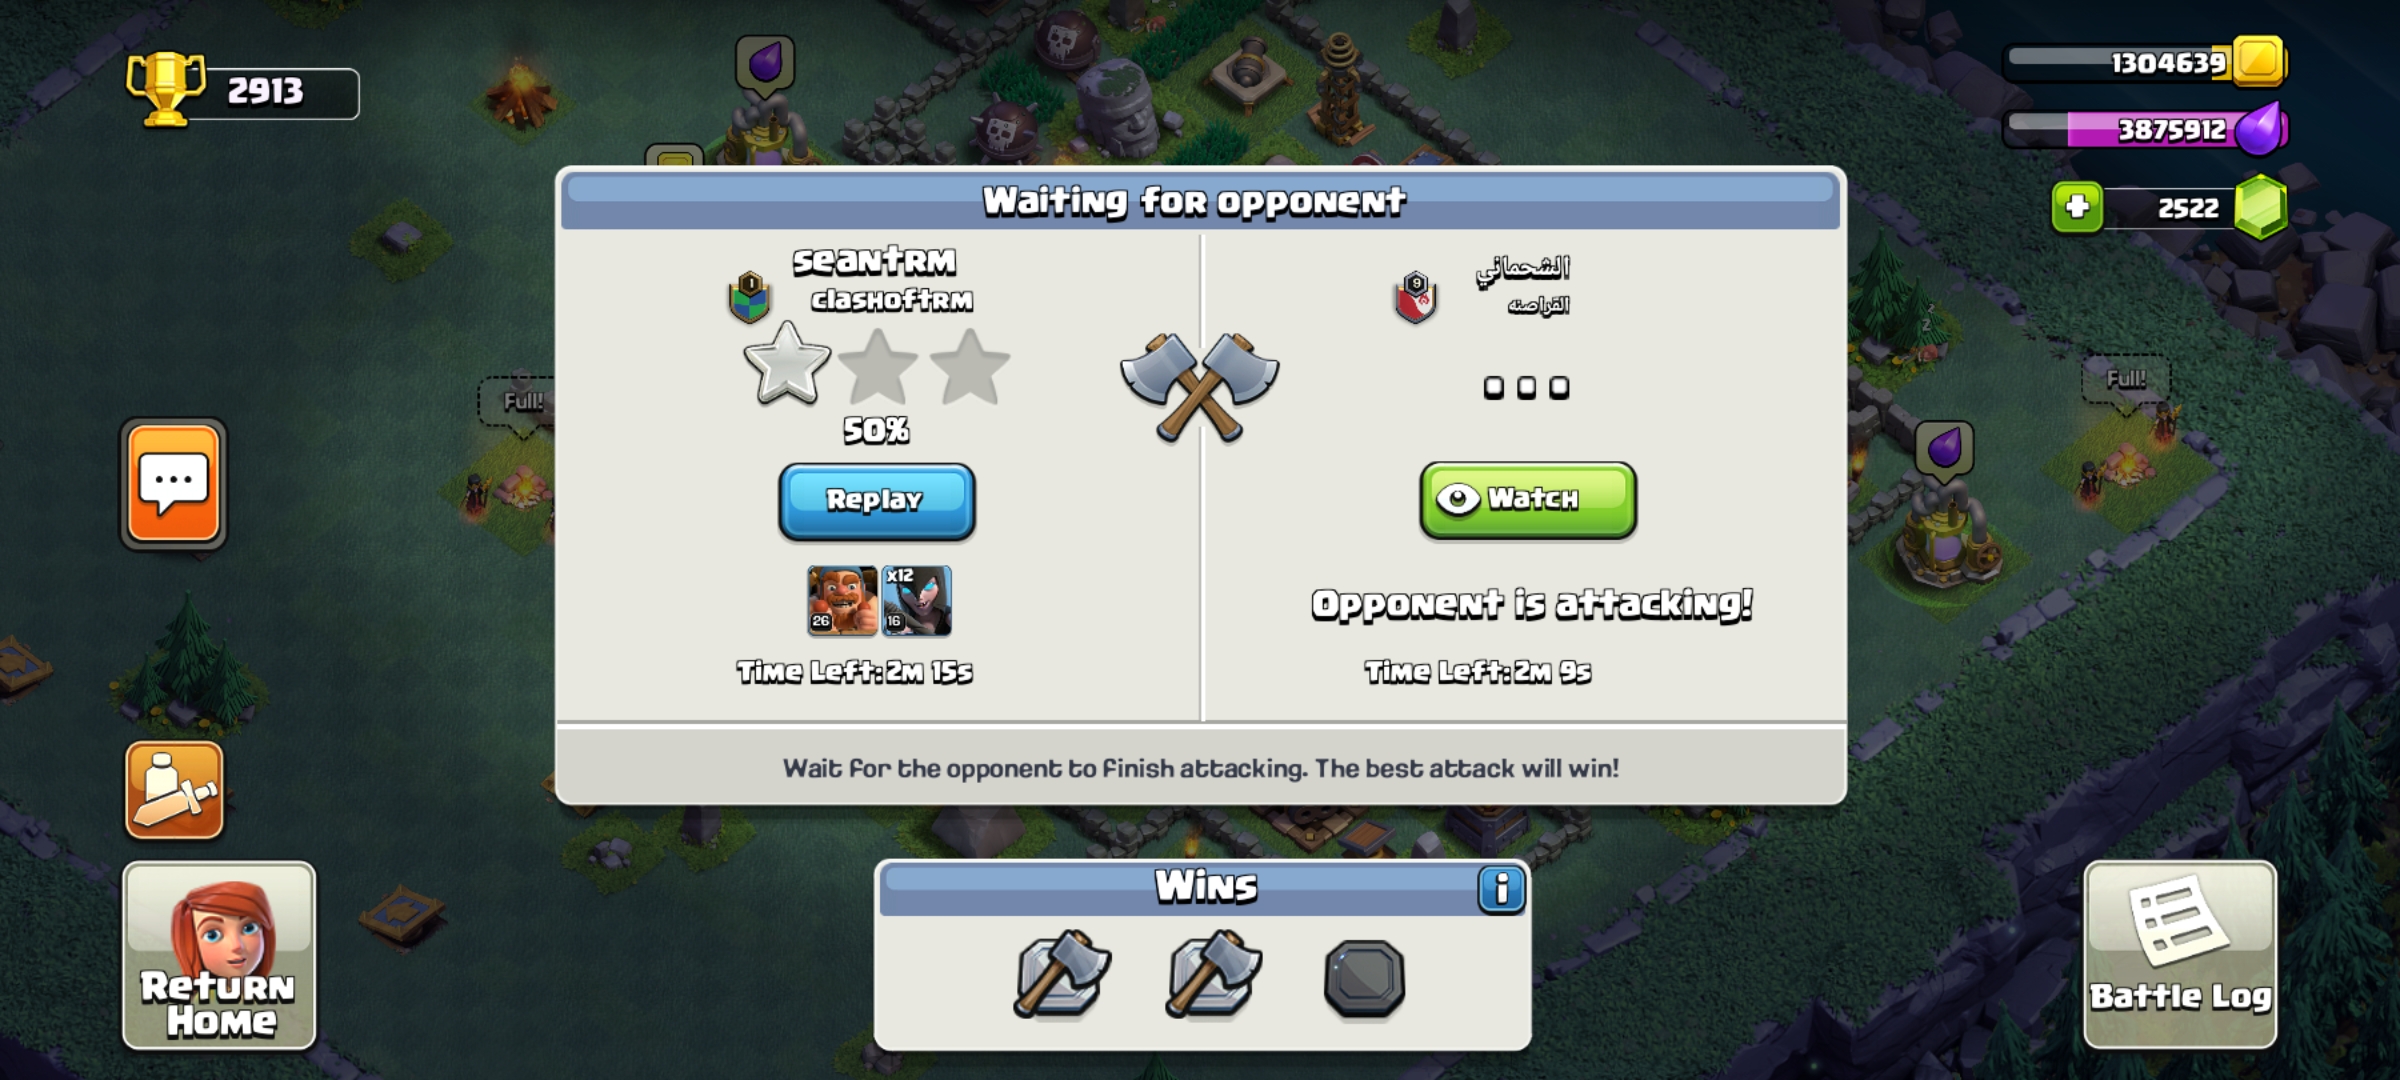 2913
1304639
3875912
2522
Waiting for opponent
1
seantrm
clashoftrm
50%
Replay
26
x12
16
Time Left:2m 15s
9
الشحماني
القراصنه
Watch
Opponent is attacking!
Time Left:2m 9s
Wait for the opponent to finish attacking. The best attack will win!
Full!
Full!
z
z
Wins
i
Return
Home
Battle Log